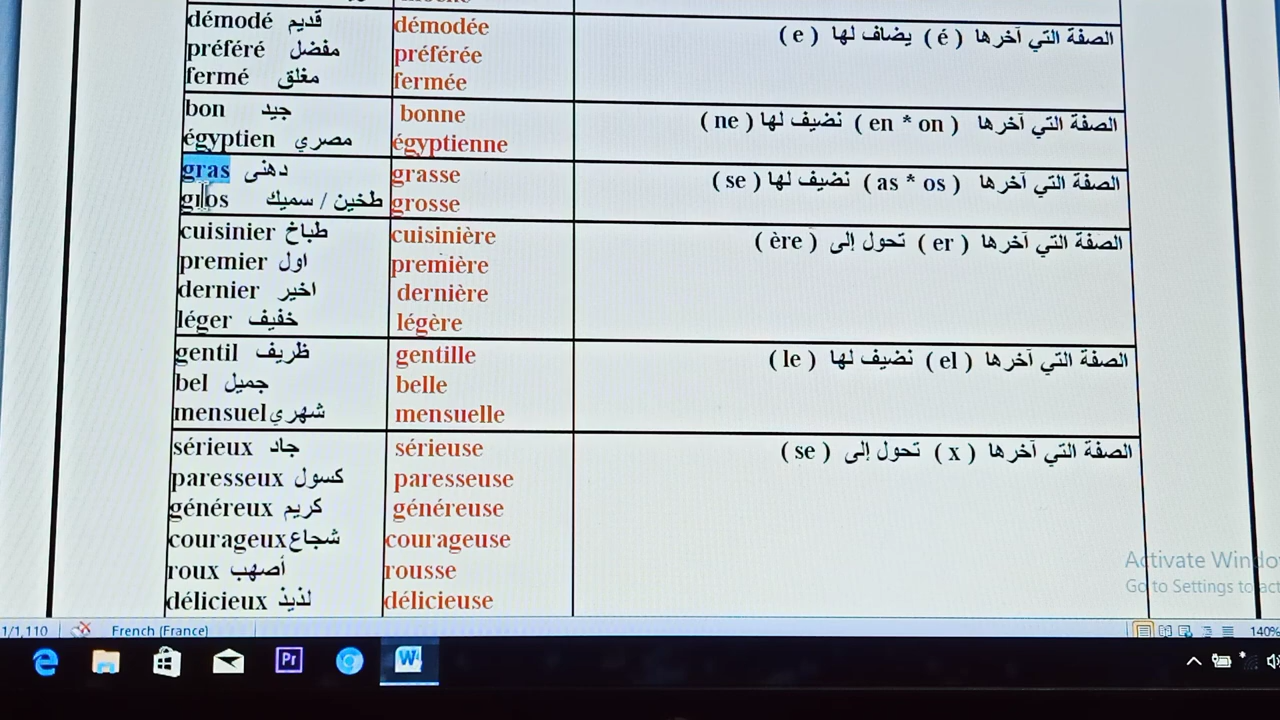 démodé قديم démodée الصفة التي آخرها ( é ) يضاف لها ( e )
préféré مفضل préférée
fermé مغلق fermée
bon جيد bonne الصفة التي آخرها ( en * on ) نضيف لها ( ne )
égyptien مصري égyptienne
gras دهنى grasse الصفة التي آخرها ( as * os ) نضيف لها ( se )
gros طخين / سميك grosse
cuisinier طباخ cuisinière الصفة التي آخرها ( er ) تحول إلى ( ère )
premier اول première
dernier اخير dernière
léger خفيف légère
gentil ظريف gentille الصفة التي آخرها ( el ) نضيف لها ( le )
bel جميل belle
mensuel شهري mensuelle
sérieux جاد sérieuse الصفة التي آخرها ( x ) تحول إلى ( se )
paresseux كسول paresseuse
généreux كريم généreuse
courageux شجاع courageuse
roux أصهب rousse
délicieux لذيذ délicieuse
Activate Windo
Go to Settings to act
1/1,110 French (France) 140%
Pr W